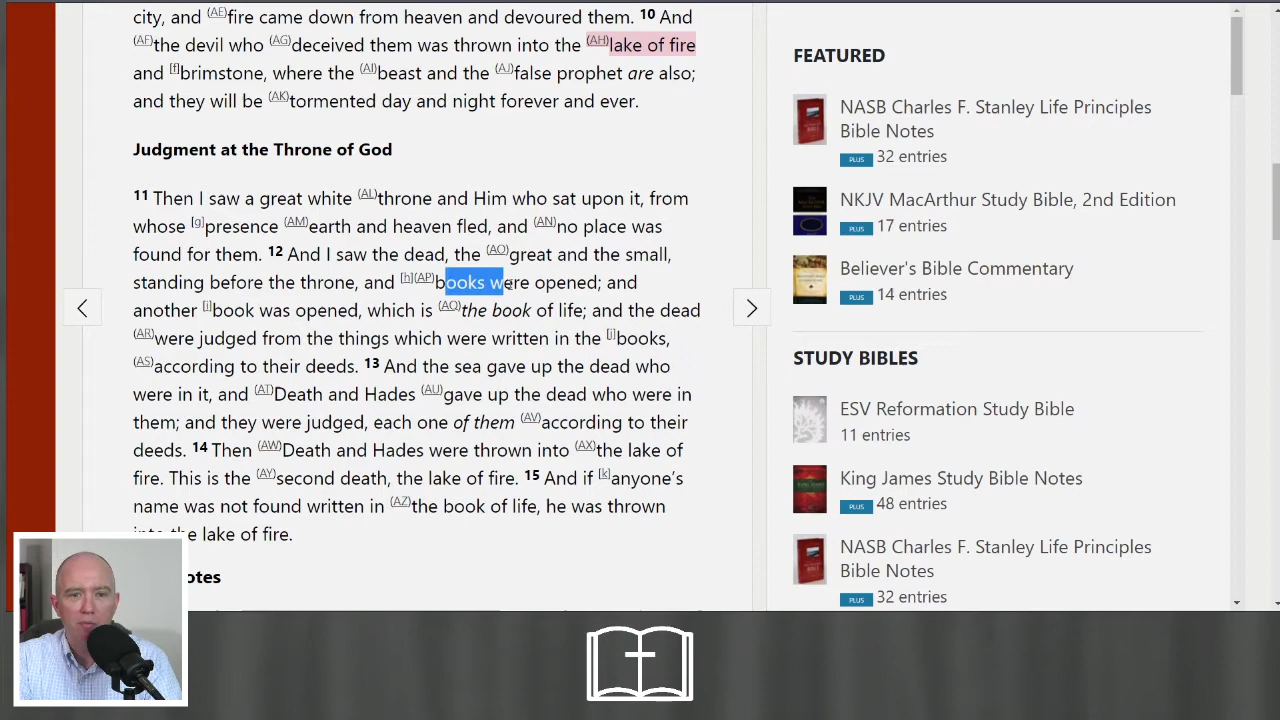 city, and (AE)fire came down from heaven and devoured them. 10 And
(AF)the devil who (AG)deceived them was thrown into the (AH)lake of fire
and [f]brimstone, where the (AI)beast and the (AJ)false prophet are also;
and they will be (AK)tormented day and night forever and ever.
Judgment at the Throne of God
11 Then I saw a great white (AL)throne and Him who sat upon it, from
whose [g]presence (AM)earth and heaven fled, and (AN)no place was
found for them. 12 And I saw the dead, the (AO)great and the small,
standing before the throne, and [h](AP)books were opened; and
another [i]book was opened, which is (AQ)the book of life; and the dead
(AR)were judged from the things which were written in the [j]books,
(AS)according to their deeds. 13 And the sea gave up the dead who
were in it, and (AT)Death and Hades (AU)gave up the dead who were in
them; and they were judged, each one of them (AV)according to their
deeds. 14 Then (AW)Death and Hades were thrown into (AX)the lake of
fire. This is the (AY)second death, the lake of fire. 15 And if [k]anyone's
name was not found written in (AZ)the book of life, he was thrown
into the lake of fire.
FEATURED
NASB Charles F. Stanley Life Principles
Bible Notes
PLUS 32 entries
NKJV MacArthur Study Bible, 2nd Edition
PLUS 17 entries
Believer's Bible Commentary
PLUS 14 entries
STUDY BIBLES
ESV Reformation Study Bible
11 entries
King James Study Bible Notes
PLUS 48 entries
NASB Charles F. Stanley Life Principles
Bible Notes
PLUS 32 entries